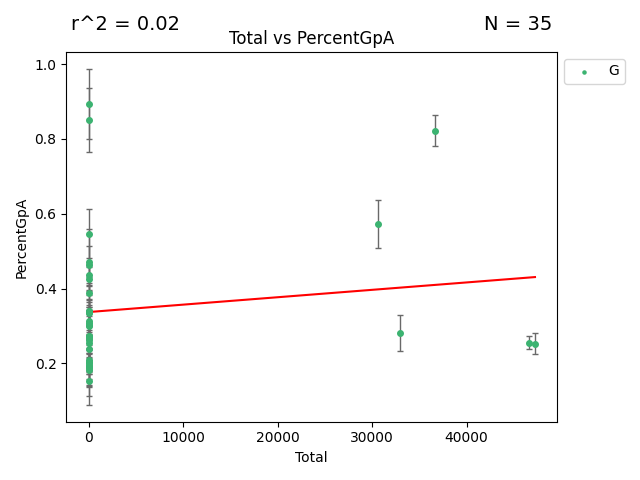 r^2 = 0.02
N = 35
Total vs PercentGpA
G
PercentGpA
1.0
0.8
0.6
0.4
0.2
0
10000
20000
30000
40000
Total